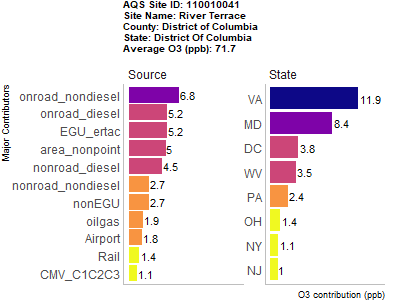 AQS Site ID: 110010041
Site Name: River Terrace
County: District of Columbia
State: District Of Columbia
Average O3 (ppb): 71.7
Major Contributors
Source
onroad_nondiesel 6.8
onroad_diesel 5.2
EGU_ertac 5.2
area_nonpoint 5
nonroad_diesel 4.5
nonroad_nondiesel 2.7
nonEGU 2.7
oilgas 1.9
Airport 1.8
Rail 1.4
CMV_C1C2C3 1.1
State
VA 11.9
MD 8.4
DC 3.8
WV 3.5
PA 2.4
OH 1.4
NY 1.1
NJ 1
O3 contribution (ppb)